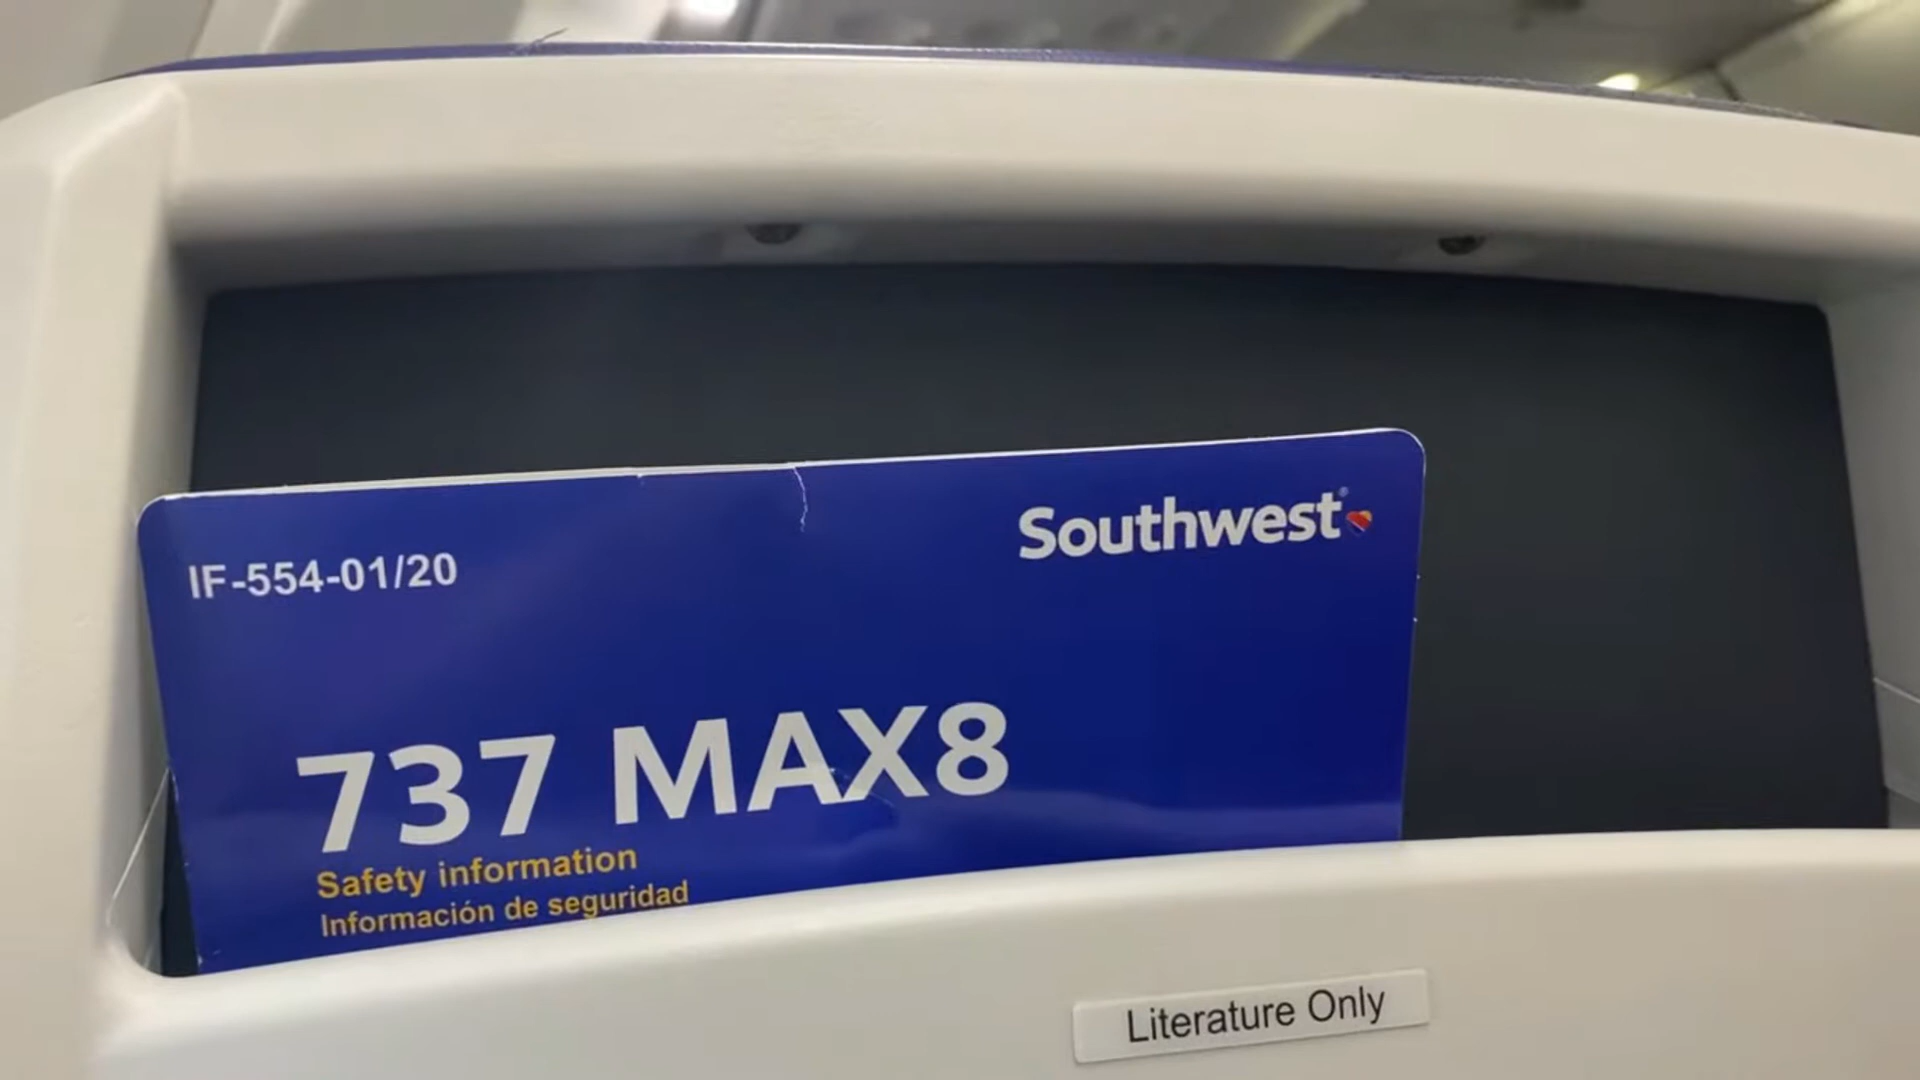 Southwest®
IF-554-01/20
737 MAX8
Safety information
Información de seguridad
Literature Only